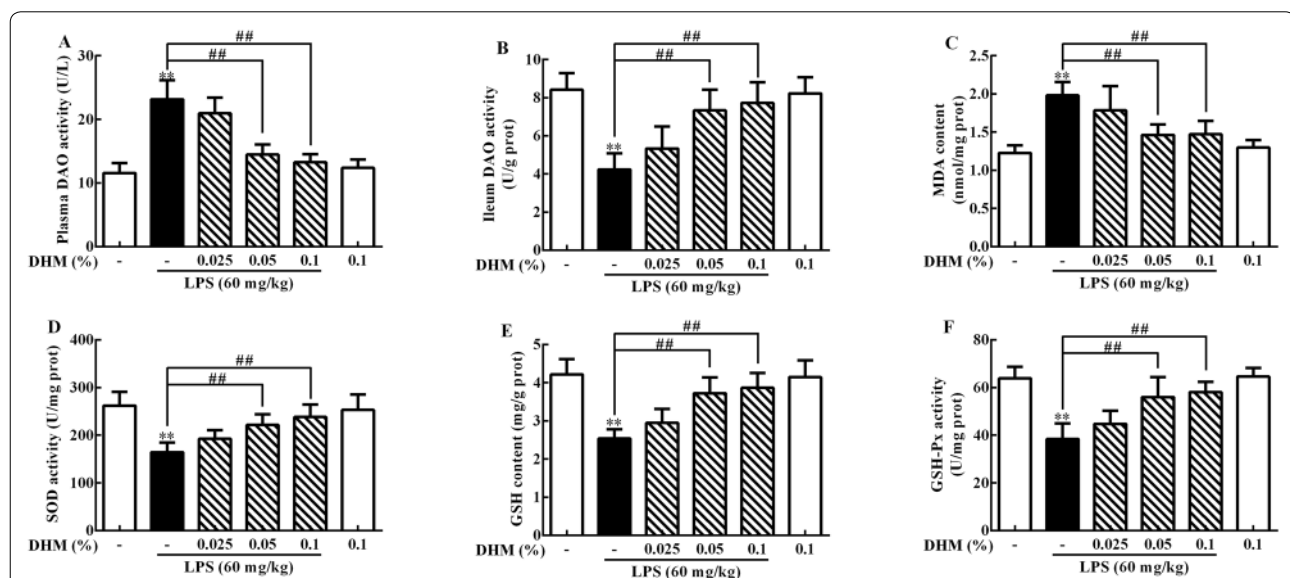 A
Plasma DAO activity (U/L)
30
20
10
0
**
##
##
DHM (%) - - 0.025 0.05 0.1 0.1
LPS (60 mg/kg)
B
Ileum DAO activity
(U/g prot)
10
8
6
4
2
0
**
##
##
DHM (%) - - 0.025 0.05 0.1 0.1
LPS (60 mg/kg)
C
MDA content
(nmol/mg prot)
2.5
2.0
1.5
1.0
0.5
0.0
**
##
##
DHM (%) - - 0.025 0.05 0.1 0.1
LPS (60 mg/kg)
D
SOD activity (U/mg prot)
400
300
200
100
0
**
##
##
DHM (%) - - 0.025 0.05 0.1 0.1
LPS (60 mg/kg)
E
GSH content (mg/g prot)
5
4
3
2
1
0
**
##
##
DHM (%) - - 0.025 0.05 0.1 0.1
LPS (60 mg/kg)
F
GSH-Px activity
(U/mg prot)
80
60
40
20
0
**
##
##
DHM (%) - - 0.025 0.05 0.1 0.1
LPS (60 mg/kg)